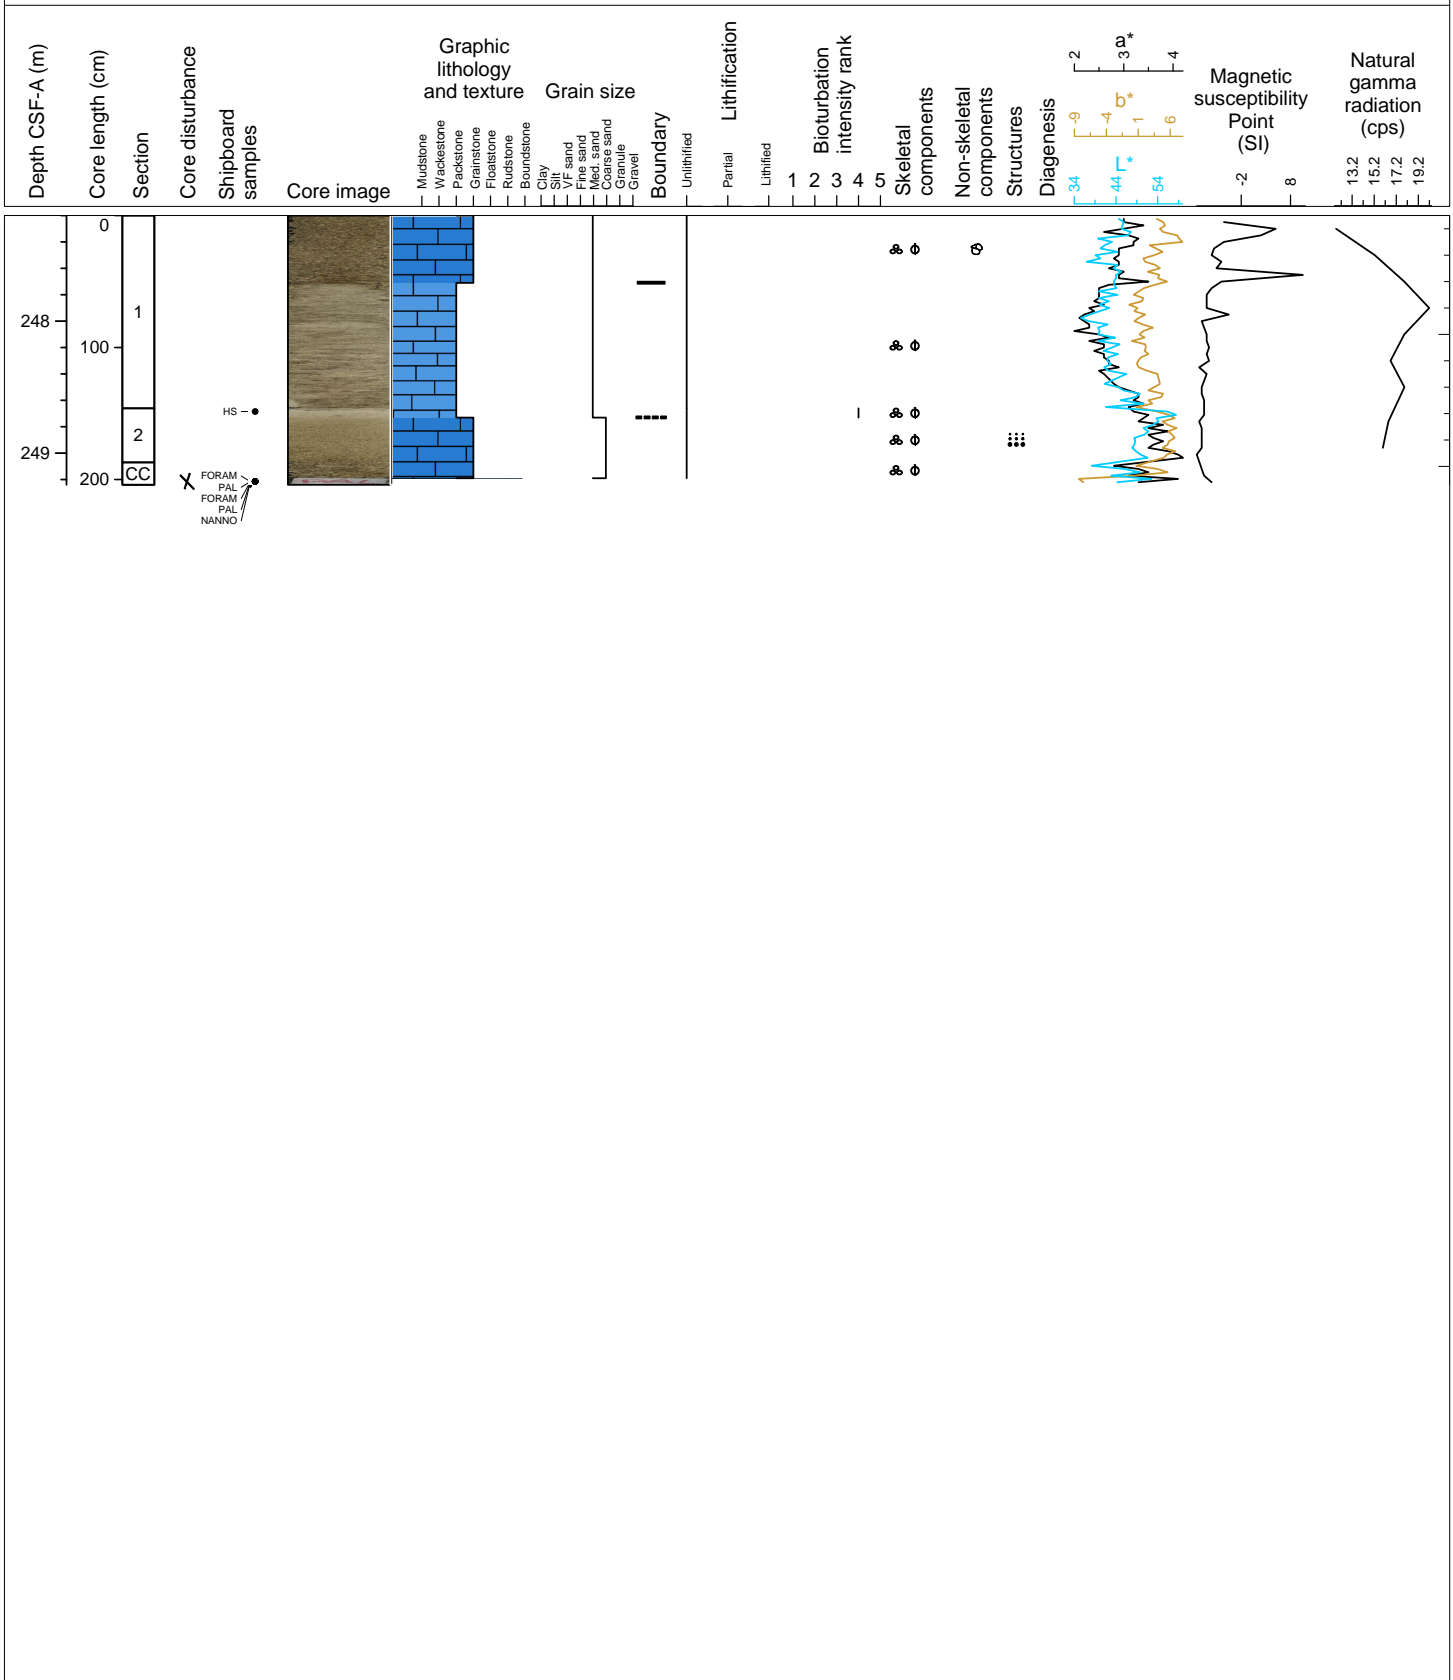 Depth CSF-A (m)
Core length (cm)
Section
Core disturbance
Shipboard
samples
Core image
Graphic
lithology
and texture
Mudstone
Wackestone
Packstone
Grainstone
Floatstone
Rudstone
Boundstone
Grain size
Clay
Silt
VF sand
Fine sand
Med. sand
Coarse sand
Granule
Gravel
Boundary
Lithification
Unlithified
Partial
Lithified
Bioturbation
intensity rank
1 2 3 4 5
Skeletal
components
Non-skeletal
components
Structures
Diagenesis
a*
2 3 4
b*
-9 -4 1 6
L*
34 44 54
Magnetic
susceptibility
Point
(SI)
-2 8
Natural
gamma
radiation
(cps)
13.2 15.2 17.2 19.2
0
1
248
100
HS
2
249
CC
200
FORAM
PAL
FORAM
PAL
NANNO